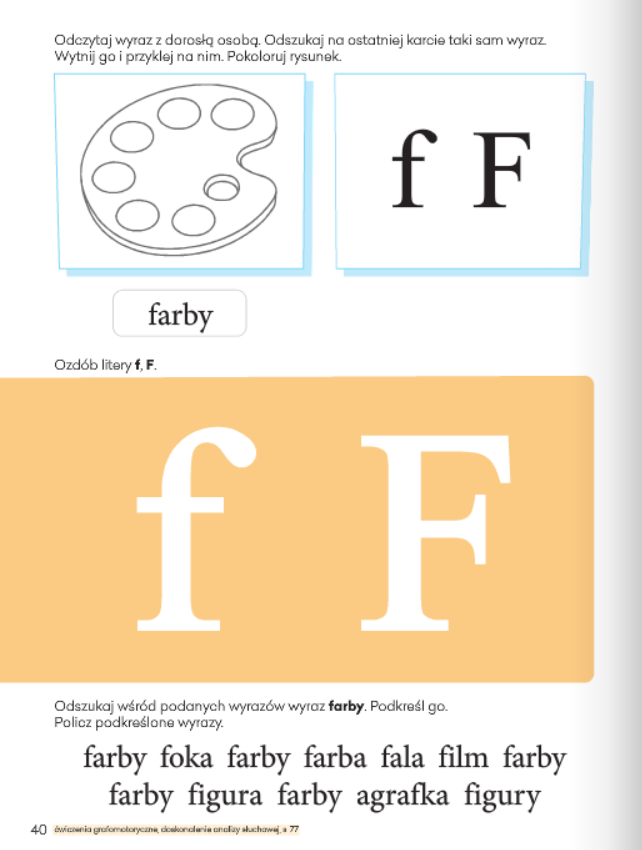 Odczytaj wyraz z dorosłą osobą. Odszukaj na ostatniej karcie taki sam wyraz.
Wytnij go i przyklej na nim. Pokoloruj rysunek.
f F
farby
Ozdób litery f, F.
f F
Odszukaj wśród podanych wyrazów wyraz farby. Podkreśl go.
Policz podkreślone wyrazy.
farby foka farby farba fala film farby
farby figura farby agrafka figury
40 ćwiczenia grafomotoryczne, doskonalenie analizy słuchowej, s 77